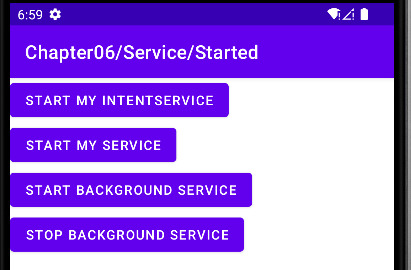 6:59
Chapter06/Service/Started
START MY INTENTSERVICE
START MY SERVICE
START BACKGROUND SERVICE
STOP BACKGROUND SERVICE